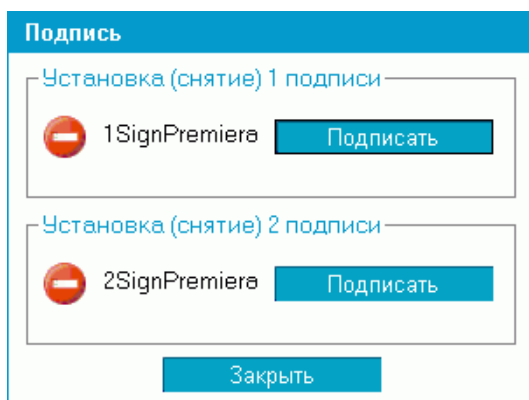 Подпись
Установка (снятие) 1 подписи
1SignPremiera Подписать
Установка (снятие) 2 подписи
2SignPremiera Подписать
Закрыть